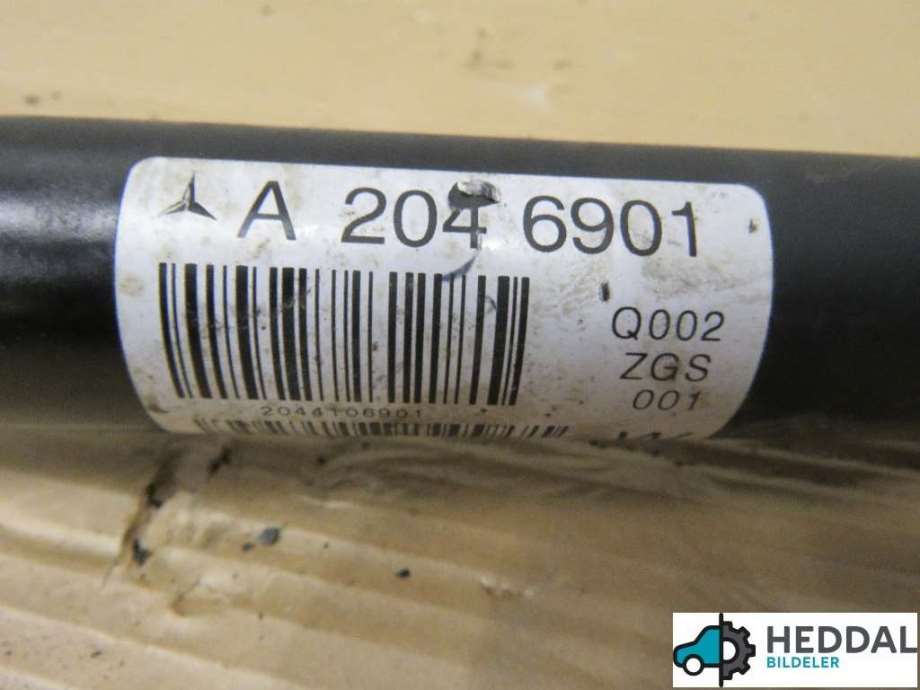 A 204 6901
Q002
ZGS
001
2044106901
HEDDAL
BILDELER